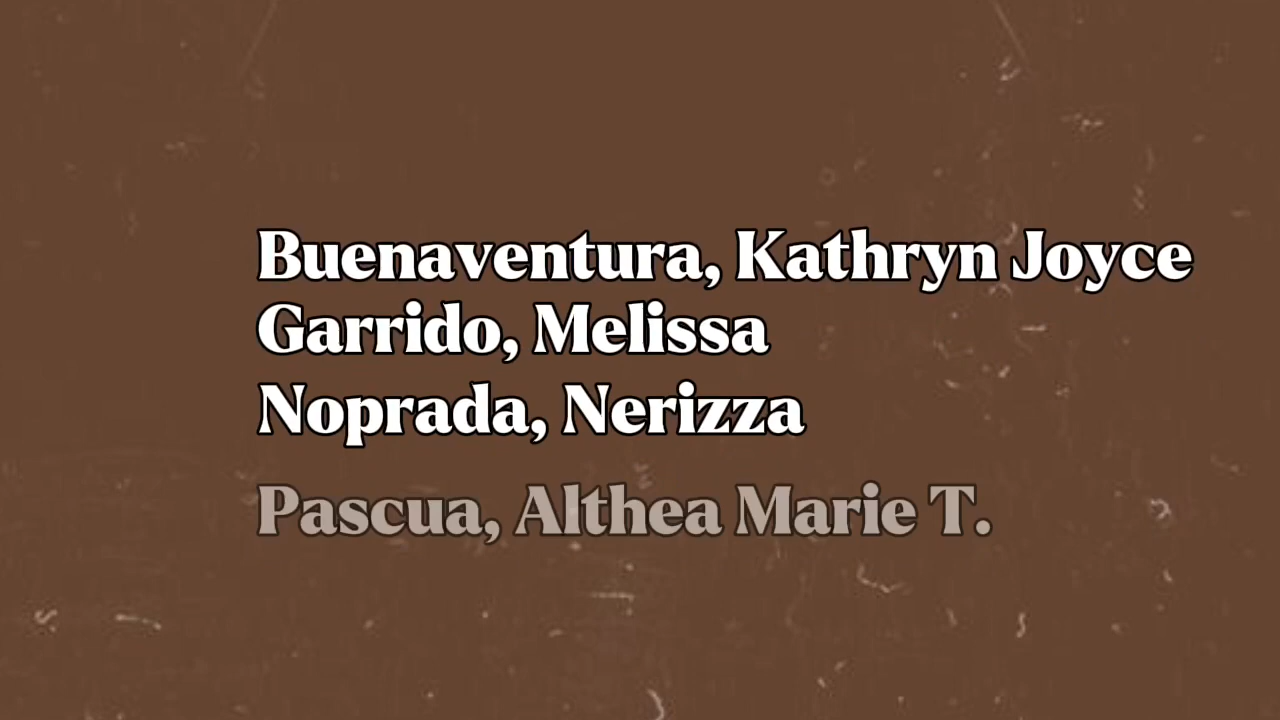 Buenaventura, Kathryn Joyce
Garrido, Melissa
Noprada, Nerizza
Pascua, Althea Marie T.